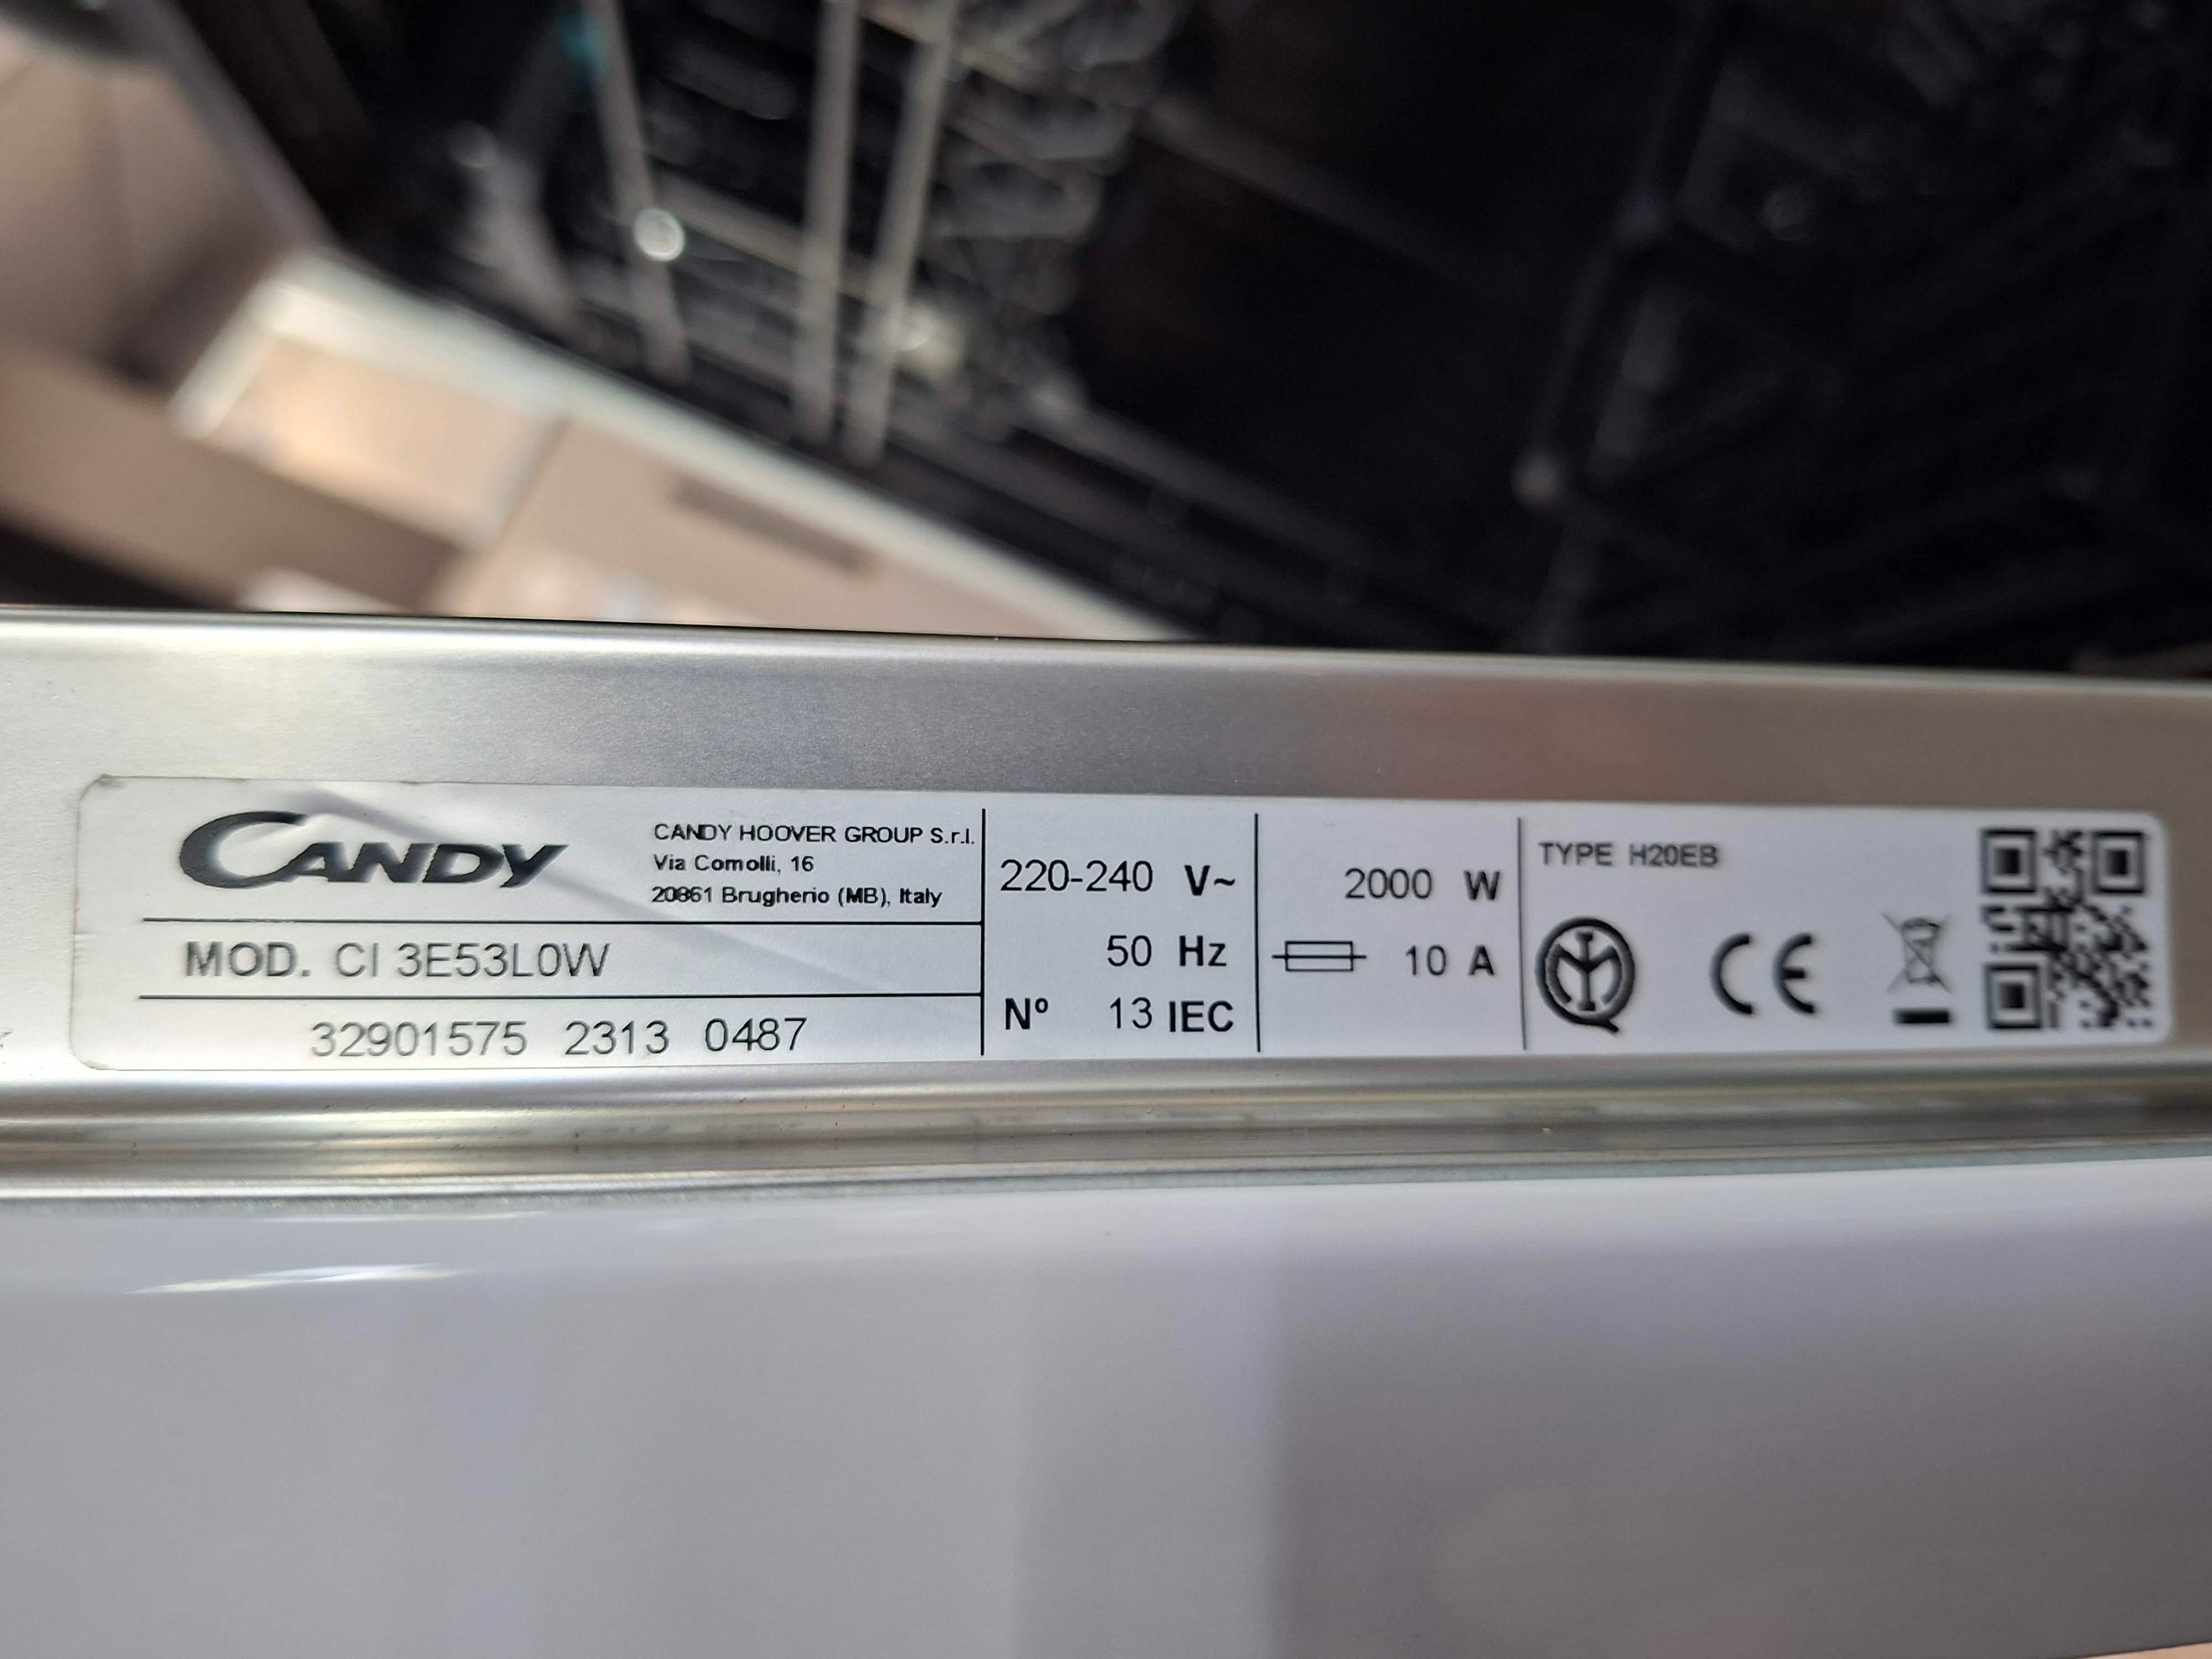 CANDY
CANDY HOOVER GROUP S.r.l.
Via Comolli, 16
20861 Brugherio (MB), Italy
MOD. CI 3E53L0W
32901575 2313 0487
220-240 V~
50 Hz
Nº 13 IEC
2000 W
10 A
TYPE H20EB
CE